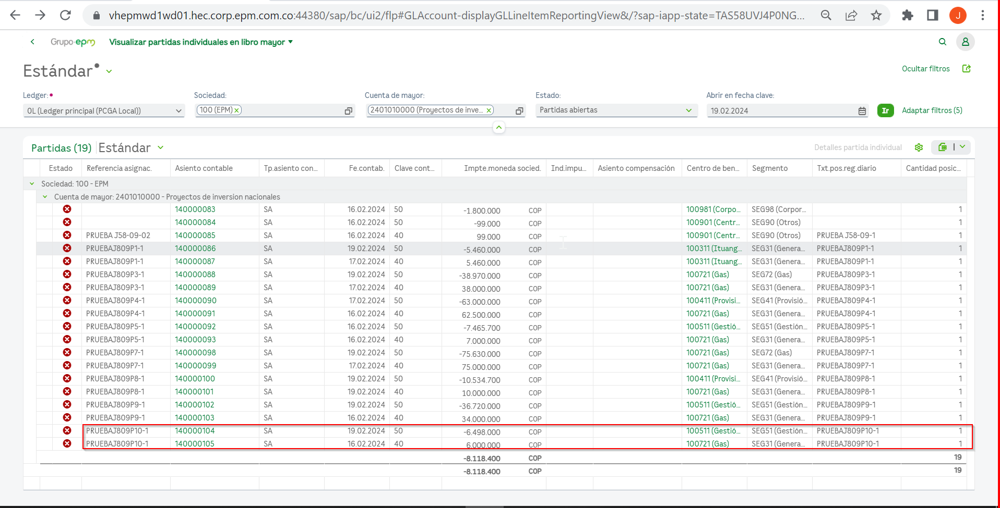 vhepmwd1wd01.hec.corp.epm.com.co:44380/sap/bc/ui2/flp#GLAccount-displayGLLineItemReportingView&/?sap-iapp-state=TAS58UVJ4P0NG... J
Grupo·epm Visualizar partidas individuales en libro mayor
Estándar
Ocultar filtros
Ledger: Sociedad: Cuenta de mayor: Estado: Abrir en fecha clave:
0L (Ledger principal (PCGA Local)) 100 (EPM) 2401010000 (Proyectos de inve... Partidas abiertas 19.02.2024 Ir Adaptar filtros (5)
Partidas (19) Estándar Detalles partida individual
Estado Referencia asignac. Asiento contable Tp.asiento con... Fe.contab. Clave cont... Impte.moneda socied. Ind.impu... Asiento compensación Centro de ben... Segmento Txt.pos.reg.diario Cantidad posic...
Sociedad: 100 - EPM
Cuenta de mayor: 2401010000 - Proyectos de inversion nacionales
140000083 SA 16.02.2024 50 -1.800.000 COP 100981 (Corpo... SEG98 (Corpor... 1
140000084 SA 16.02.2024 50 -99.000 COP 100901 (Centr... SEG90 (Otros) 1
PRUEBA J58-09-02 140000085 SA 16.02.2024 40 99.000 COP 100901 (Centr... SEG90 (Otros) PRUEBA J58-09-1 1
PRUEBAJ809P1-1 140000086 SA 19.02.2024 50 -5.460.000 COP 100311 (Ituang... SEG31 (Genera... PRUEBAJ809P1-1 1
PRUEBAJ809P1-1 140000087 SA 17.02.2024 40 5.460.000 COP 100311 (Ituang... SEG31 (Genera... PRUEBAJ809P1-1 1
PRUEBAJ809P3-1 140000088 SA 19.02.2024 50 -38.970.000 COP 100721 (Gas) SEG72 (Gas) PRUEBAJ809P3-1 1
PRUEBAJ809P3-1 140000089 SA 17.02.2024 40 38.000.000 COP 100721 (Gas) SEG31 (Genera... PRUEBAJ809P3-1 1
PRUEBAJ809P4-1 140000090 SA 17.02.2024 50 -63.000.000 COP 100411 (Provisi... SEG41 (Provisió... PRUEBAJ809P4-1 1
PRUEBAJ809P4-1 140000091 SA 16.02.2024 40 62.500.000 COP 100721 (Gas) SEG31 (Genera... PRUEBAJ809P4-1 1
PRUEBAJ809P5-1 140000092 SA 16.02.2024 50 -7.465.700 COP 100511 (Gestió... SEG51 (Gestión... PRUEBAJ809P5-1 1
PRUEBAJ809P5-1 140000093 SA 16.02.2024 40 7.000.000 COP 100721 (Gas) SEG31 (Genera... PRUEBAJ809P5-1 1
PRUEBAJ809P7-1 140000098 SA 19.02.2024 50 -75.630.000 COP 100721 (Gas) SEG72 (Gas) PRUEBAJ809P7-1 1
PRUEBAJ809P7-1 140000099 SA 17.02.2024 40 75.000.000 COP 100721 (Gas) SEG31 (Genera... PRUEBAJ809P7-1 1
PRUEBAJ809P8-1 140000100 SA 19.02.2024 50 -10.534.700 COP 100411 (Provisi... SEG41 (Provisió... PRUEBAJ809P8-1 1
PRUEBAJ809P8-1 140000101 SA 19.02.2024 40 10.000.000 COP 100721 (Gas) SEG31 (Genera... PRUEBAJ809P8-1 1
PRUEBAJ809P9-1 140000102 SA 19.02.2024 50 -36.720.000 COP 100511 (Gestió... SEG51 (Gestión... PRUEBAJ809P9-1 1
PRUEBAJ809P9-1 140000103 SA 16.02.2024 40 34.000.000 COP 100721 (Gas) SEG31 (Genera... PRUEBAJ809P9-1 1
PRUEBAJ809P10-1 140000104 SA 19.02.2024 50 -6.498.000 COP 100511 (Gestió... SEG51 (Gestión... PRUEBAJ809P10-1 1
PRUEBAJ809P10-1 140000105 SA 16.02.2024 40 6.000.000 COP 100721 (Gas) SEG31 (Genera... PRUEBAJ809P10-1 1
-8.118.400 COP 19
-8.118.400 COP 19